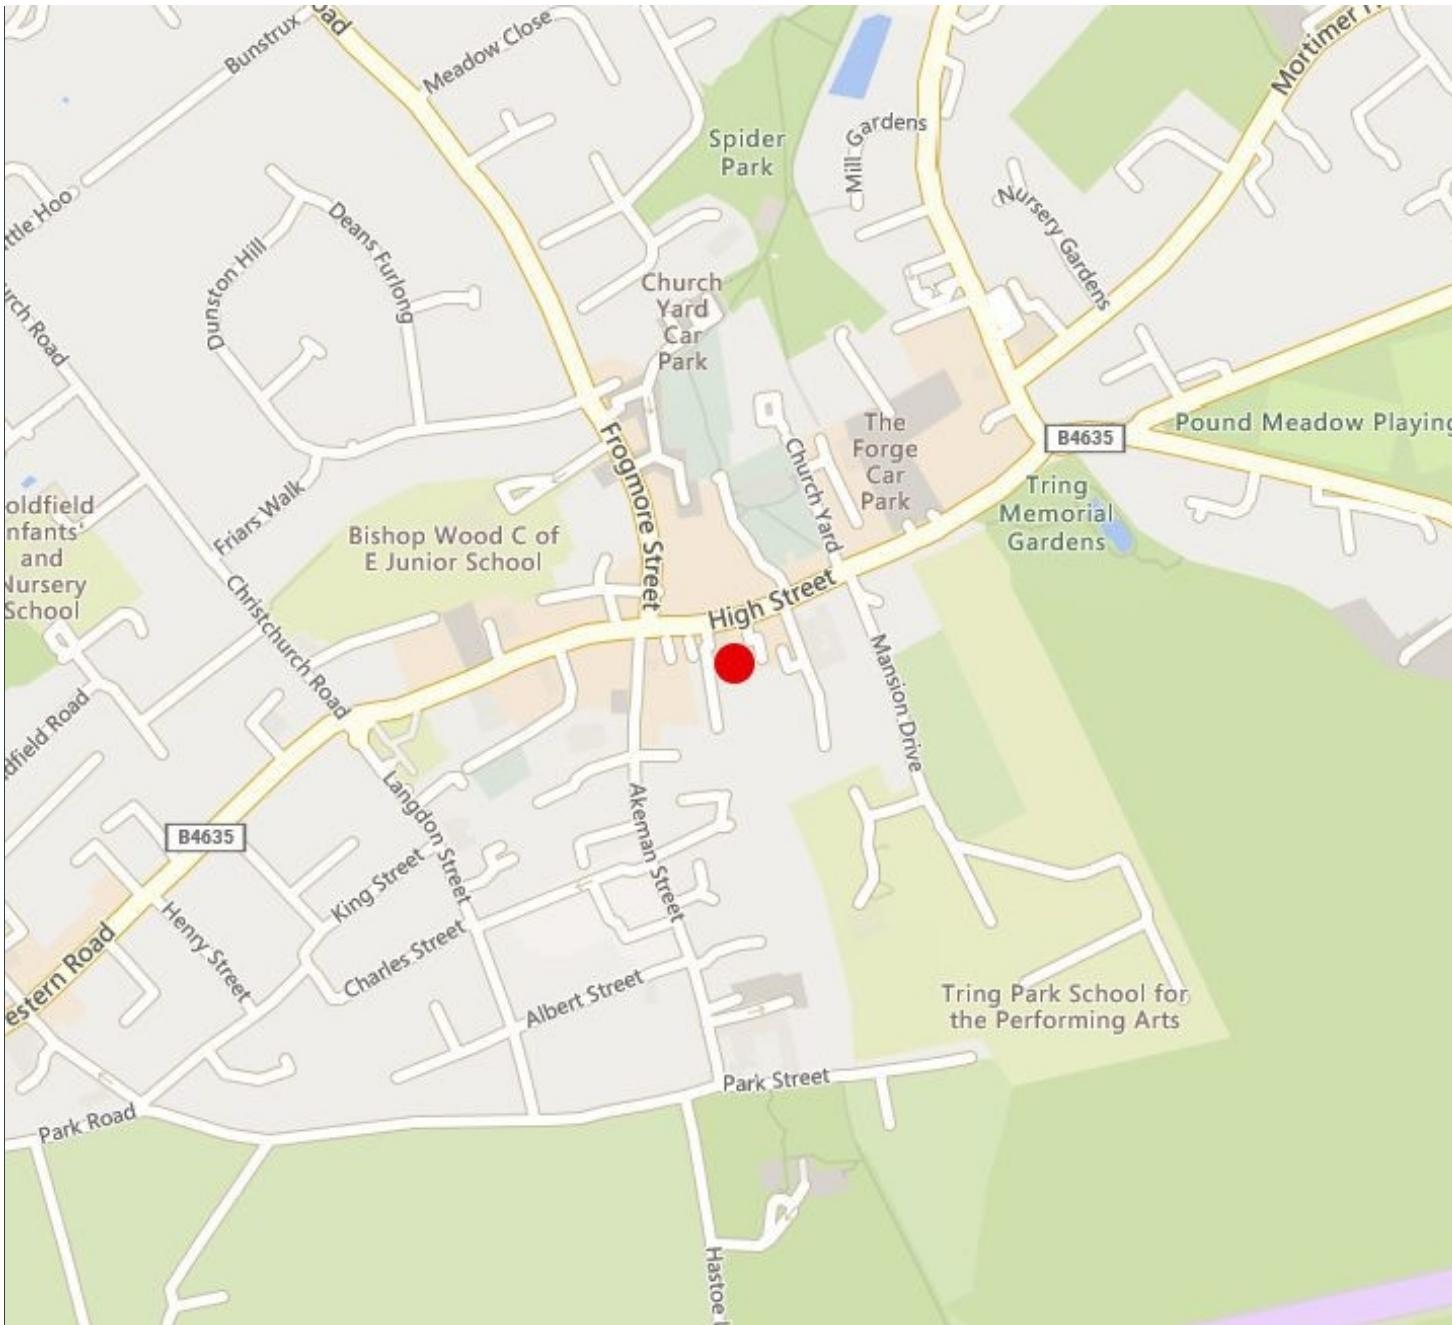 oad
Bunstrux
Meadow Close
Mortimer H
Spider
Park
Mill Gardens
ttle Hoo
Deans Furlong
Nursery Gardens
Dunston Hill
urch Road
Church
Yard
Car
Park
The
Forge
Car
Park
B4635
Pound Meadow Playing
Frogmore Street
Church Yard
Tring
Memorial
Gardens
oldfield
nfants'
and
Nursery
School
Friars Walk
Bishop Wood C of
E Junior School
High Street
Christchurch Road
Mansion Drive
dfield Road
Langdon Street
Akeman Street
B4635
King Street
Henry Street
Charles Street
estern Road
Albert Street
Tring Park School for
the Performing Arts
Park Street
Park Road
Hastoe